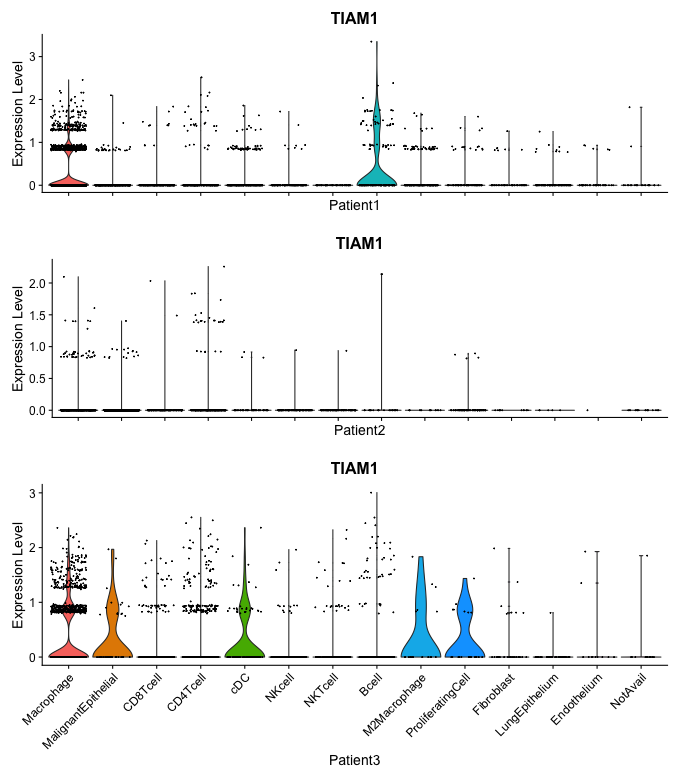 TIAM1
Expression Level
3
2
1
0
Patient1
TIAM1
Expression Level
2.0
1.5
1.0
0.5
0.0
Patient2
TIAM1
Expression Level
3
2
1
0
Macrophage
MalignantEpithelial
CD8Tcell
CD4Tcell
cDC
NKcell
NKTcell
Bcell
M2Macrophage
ProliferatingCell
Fibroblast
LungEpithelium
Endothelium
NotAvail
Patient3